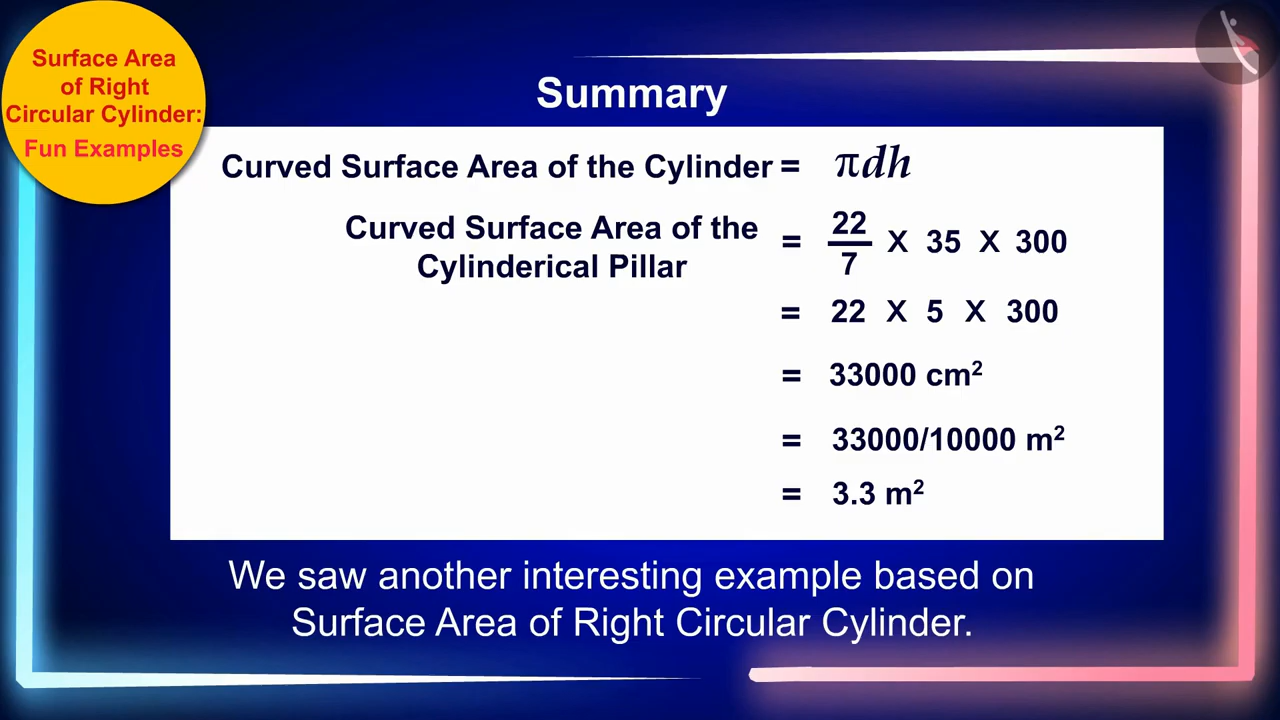 Surface Area
of Right
Circular Cylinder:
Fun Examples
Summary
Curved Surface Area of the Cylinder = πdh
Curved Surface Area of the
Cylinderical Pillar
= 22/7 X 35 X 300
= 22 X 5 X 300
= 33000 cm²
= 33000/10000 m²
= 3.3 m²
We saw another interesting example based on
Surface Area of Right Circular Cylinder.